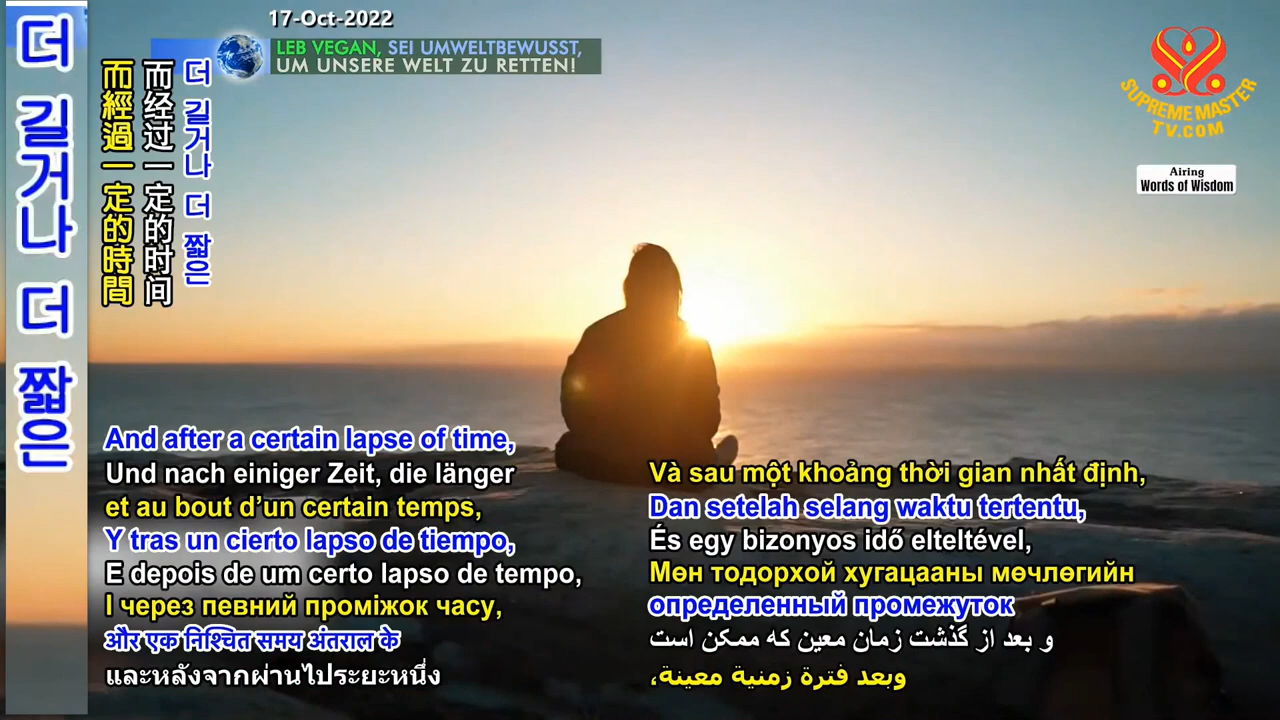 더 길거나 더 짧은
17-Oct-2022
LEB VEGAN, SEI UMWELTBEWUSST,
UM UNSERE WELT ZU RETTEN!
而經過一定的時間
而经过一定的时间
더 길거나 더 짧은
SUPREME MASTER
TV.COM
Airing
Words of Wisdom
And after a certain lapse of time,
Und nach einiger Zeit, die länger
et au bout d’un certain temps,
Y tras un cierto lapso de tiempo,
E depois de um certo lapso de tempo,
І через певний проміжок часу,
और एक निश्चित समय अंतराल के
และหลังจากผ่านไประยะหนึ่ง
Và sau một khoảng thời gian nhất định,
Dan setelah selang waktu tertentu,
És egy bizonyos idő elteltével,
Мөн тодорхой хугацааны мөчлөгийн
определенный промежуток
و بعد از گذشت زمان معین که ممکن است
وبعد فترة زمنية معينة،